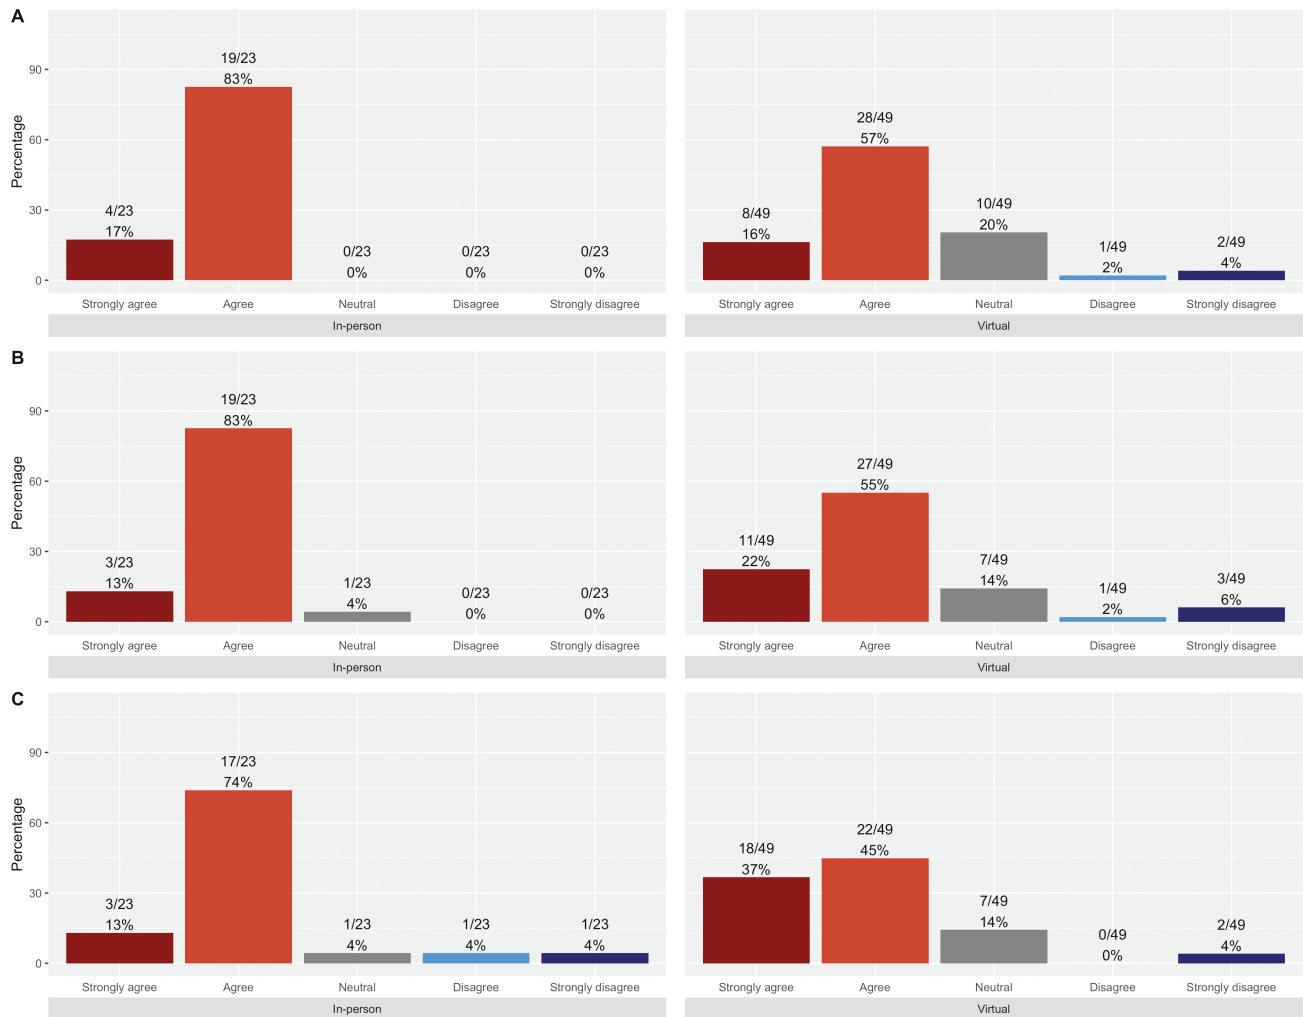 A
Percentage
90
60
30
0
4/23
17%
19/23
83%
0/23
0%
0/23
0%
0/23
0%
Strongly agree
Agree
Neutral
Disagree
Strongly disagree
In-person
8/49
16%
28/49
57%
10/49
20%
1/49
2%
2/49
4%
Strongly agree
Agree
Neutral
Disagree
Strongly disagree
Virtual
B
Percentage
90
60
30
0
3/23
13%
19/23
83%
1/23
4%
0/23
0%
0/23
0%
Strongly agree
Agree
Neutral
Disagree
Strongly disagree
In-person
11/49
22%
27/49
55%
7/49
14%
1/49
2%
3/49
6%
Strongly agree
Agree
Neutral
Disagree
Strongly disagree
Virtual
C
Percentage
90
60
30
0
3/23
13%
17/23
74%
1/23
4%
1/23
4%
1/23
4%
Strongly agree
Agree
Neutral
Disagree
Strongly disagree
In-person
18/49
37%
22/49
45%
7/49
14%
0/49
0%
2/49
4%
Strongly agree
Agree
Neutral
Disagree
Strongly disagree
Virtual